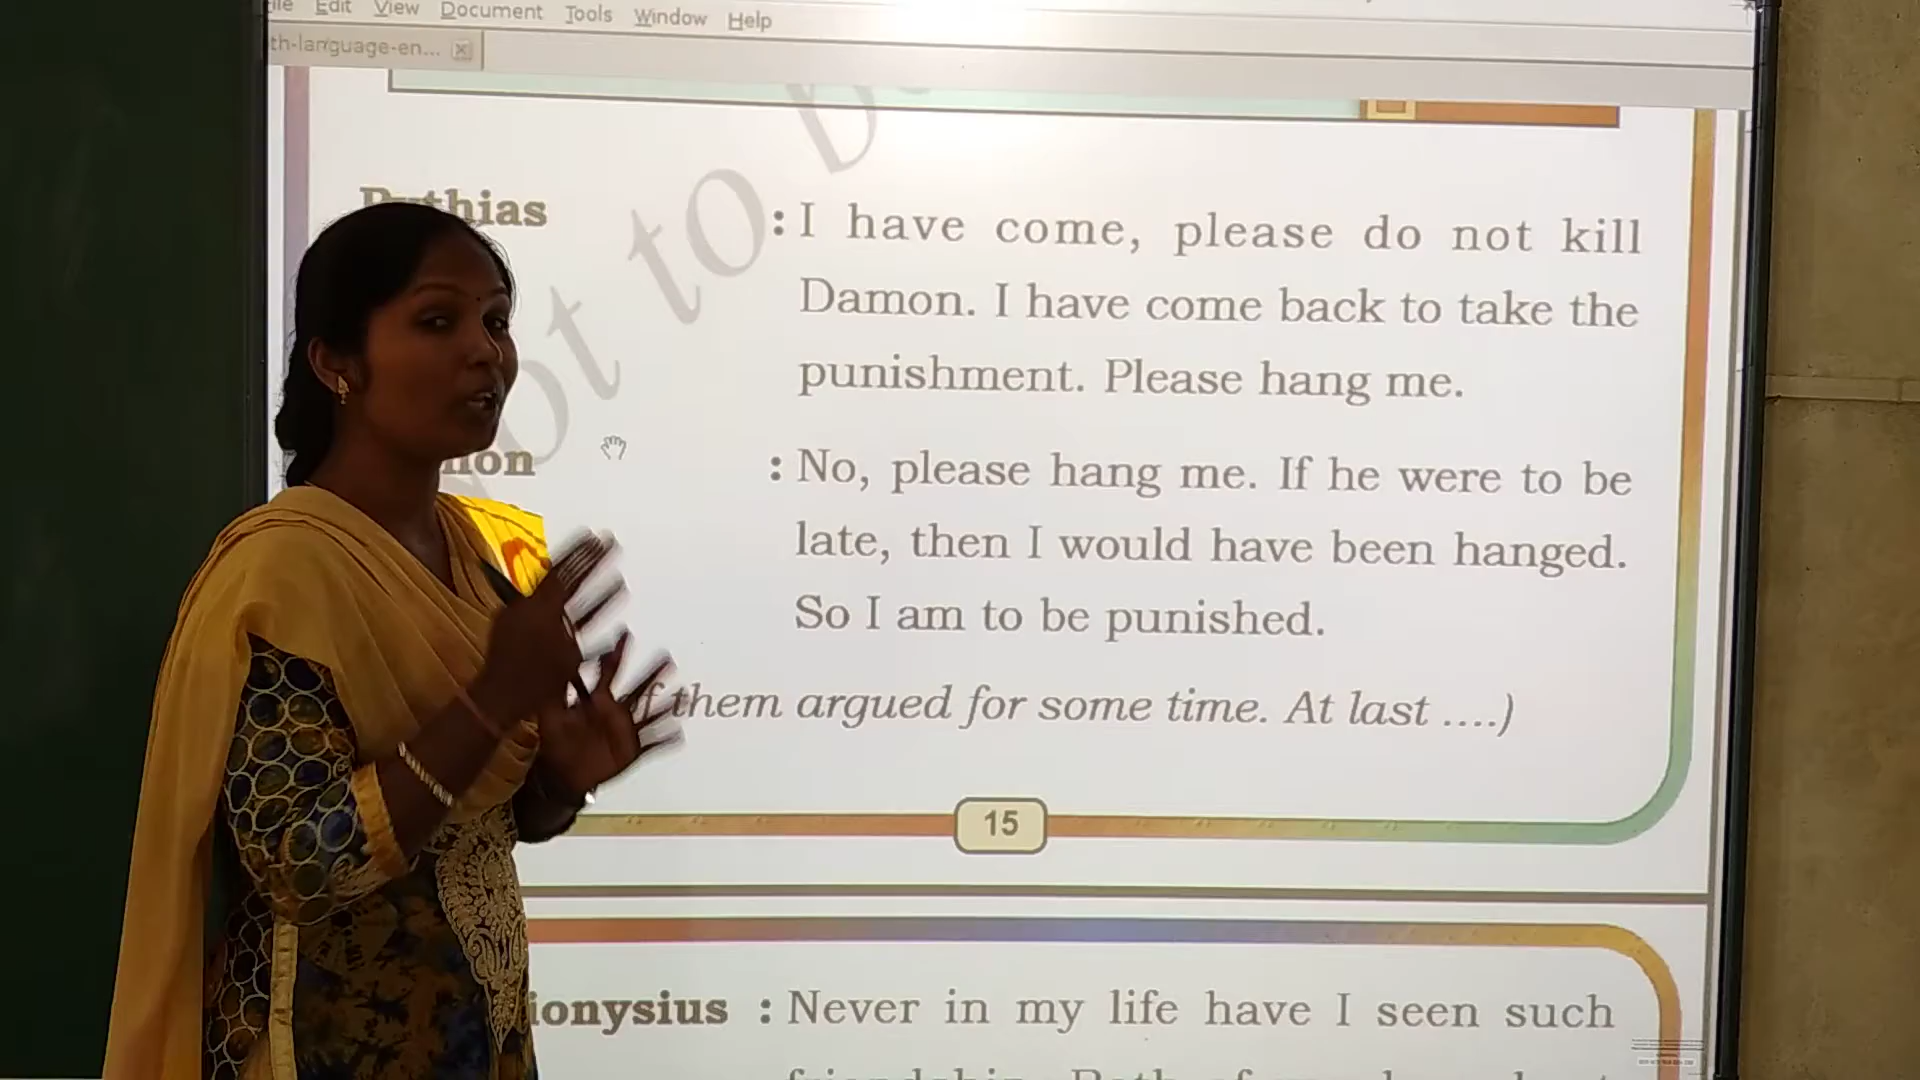 Edit View Document Tools Window Help
th-language-en...
to
: I have come, please do not kill
Damon. I have come back to take the
punishment. Please hang me.
: No, please hang me. If he were to be
late, then I would have been hanged.
So I am to be punished.
them argued for some time. At last ....)
15
ionysius : Never in my life have I seen such